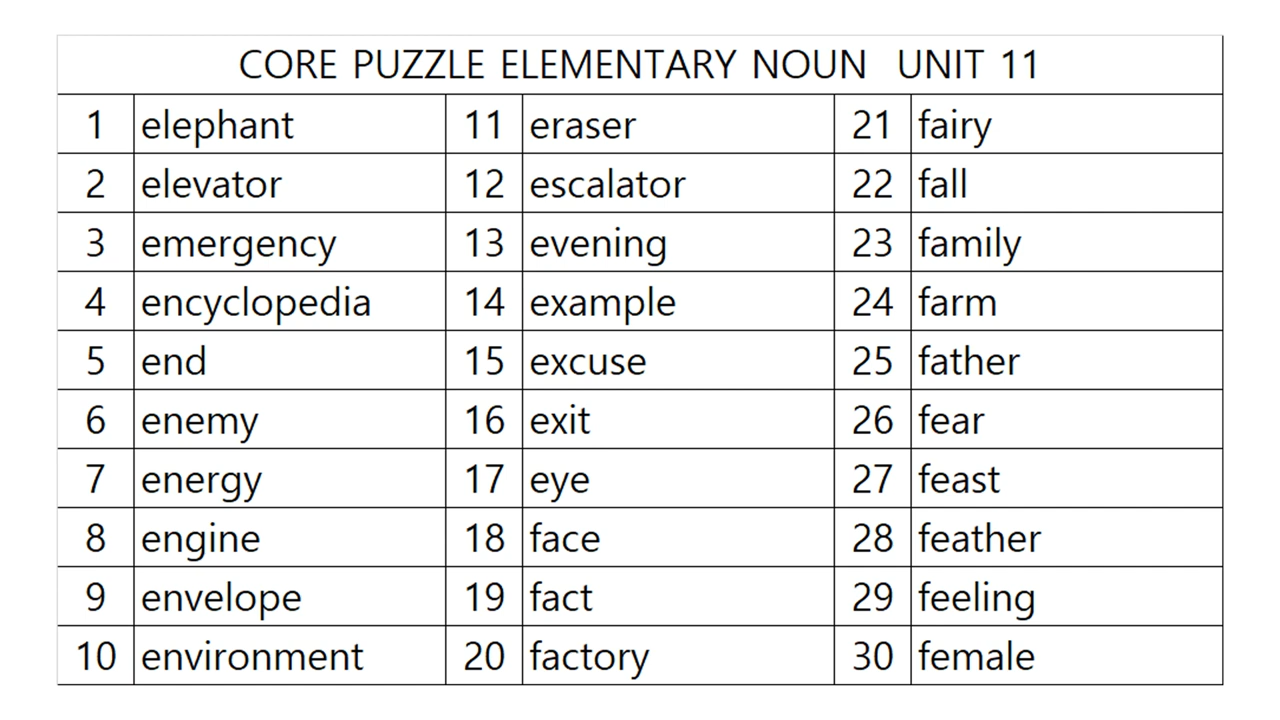 CORE PUZZLE ELEMENTARY NOUN UNIT 11
1 elephant 11 eraser 21 fairy
2 elevator 12 escalator 22 fall
3 emergency 13 evening 23 family
4 encyclopedia 14 example 24 farm
5 end 15 excuse 25 father
6 enemy 16 exit 26 fear
7 energy 17 eye 27 feast
8 engine 18 face 28 feather
9 envelope 19 fact 29 feeling
10 environment 20 factory 30 female